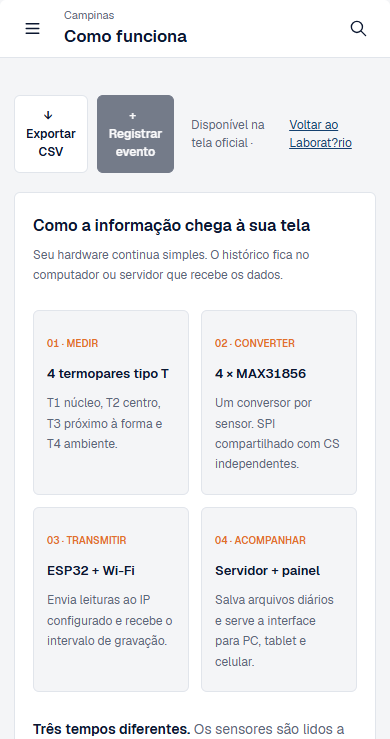 Campinas
Como funciona
↓
Exportar
CSV
+
Registrar
evento
Disponível na
tela oficial ·
Voltar ao
Laborat?rio
Como a informação chega à sua tela
Seu hardware continua simples. O histórico fica no
computador ou servidor que recebe os dados.
01 · MEDIR
4 termopares tipo T
T1 núcleo, T2 centro,
T3 próximo à forma e
T4 ambiente.
02 · CONVERTER
4 × MAX31856
Um conversor por
sensor. SPI
compartilhado com CS
independentes.
03 · TRANSMITIR
ESP32 + Wi-Fi
Envia leituras ao IP
configurado e recebe o
intervalo de gravação.
04 · ACOMPANHAR
Servidor + painel
Salva arquivos diários
e serve a interface
para PC, tablet e
celular.
Três tempos diferentes. Os sensores são lidos a